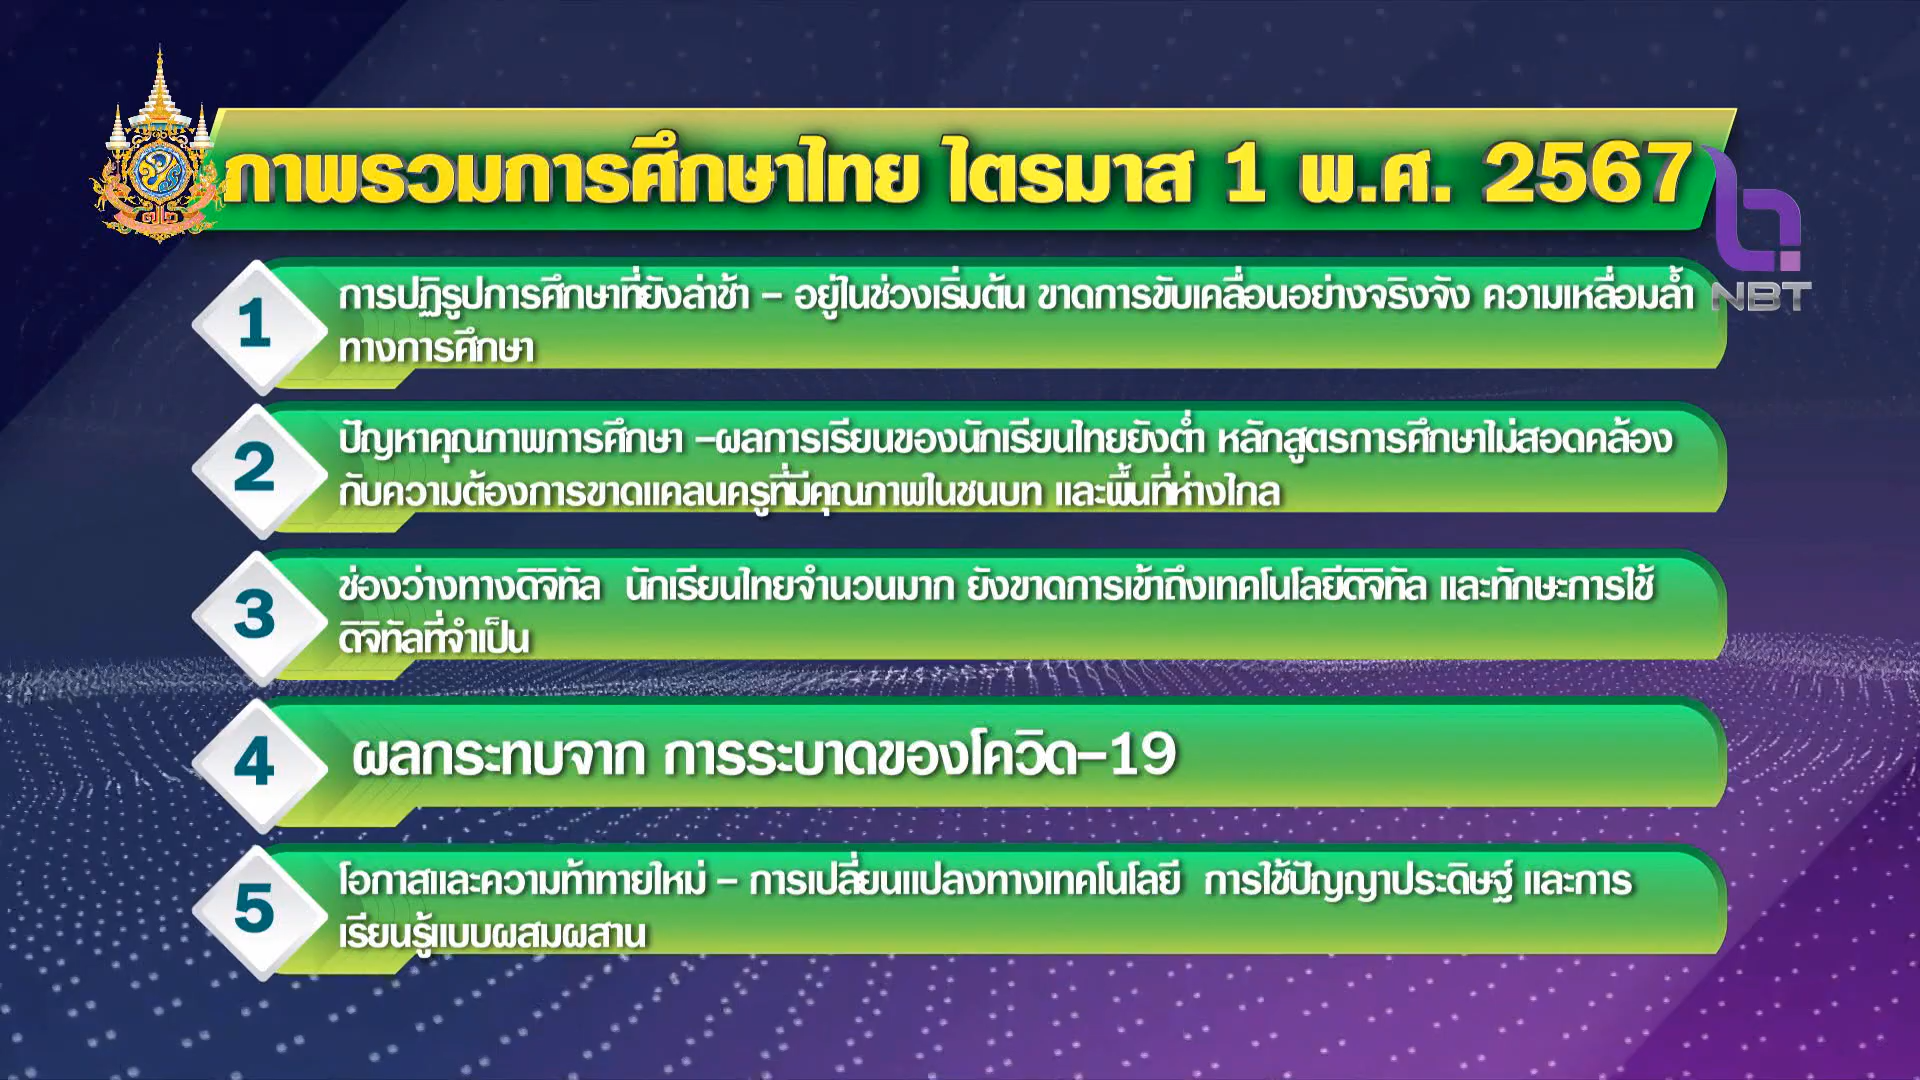 ภาพรวมการศึกษาไทย ไตรมาส 1 พ.ศ. 2567
NBT
1
การปฏิรูปการศึกษาที่ยังล่าช้า – อยู่ในช่วงเริ่มต้น ขาดการขับเคลื่อนอย่างจริงจัง ความเหลื่อมล้ำ
ทางการศึกษา
2
ปัญหาคุณภาพการศึกษา –ผลการเรียนของนักเรียนไทยยังต่ำ หลักสูตรการศึกษาไม่สอดคล้อง
กับความต้องการขาดแคลนครูที่มีคุณภาพในชนบท และพื้นที่ห่างไกล
3
ช่องว่างทางดิจิทัล นักเรียนไทยจำนวนมาก ยังขาดการเข้าถึงเทคโนโลยีดิจิทัล และทักษะการใช้
ดิจิทัลที่จำเป็น
4
ผลกระทบจาก การระบาดของโควิด–19
5
โอกาสและความท้าทายใหม่ – การเปลี่ยนแปลงทางเทคโนโลยี การใช้ปัญญาประดิษฐ์ และการ
เรียนรู้แบบผสมผสาน